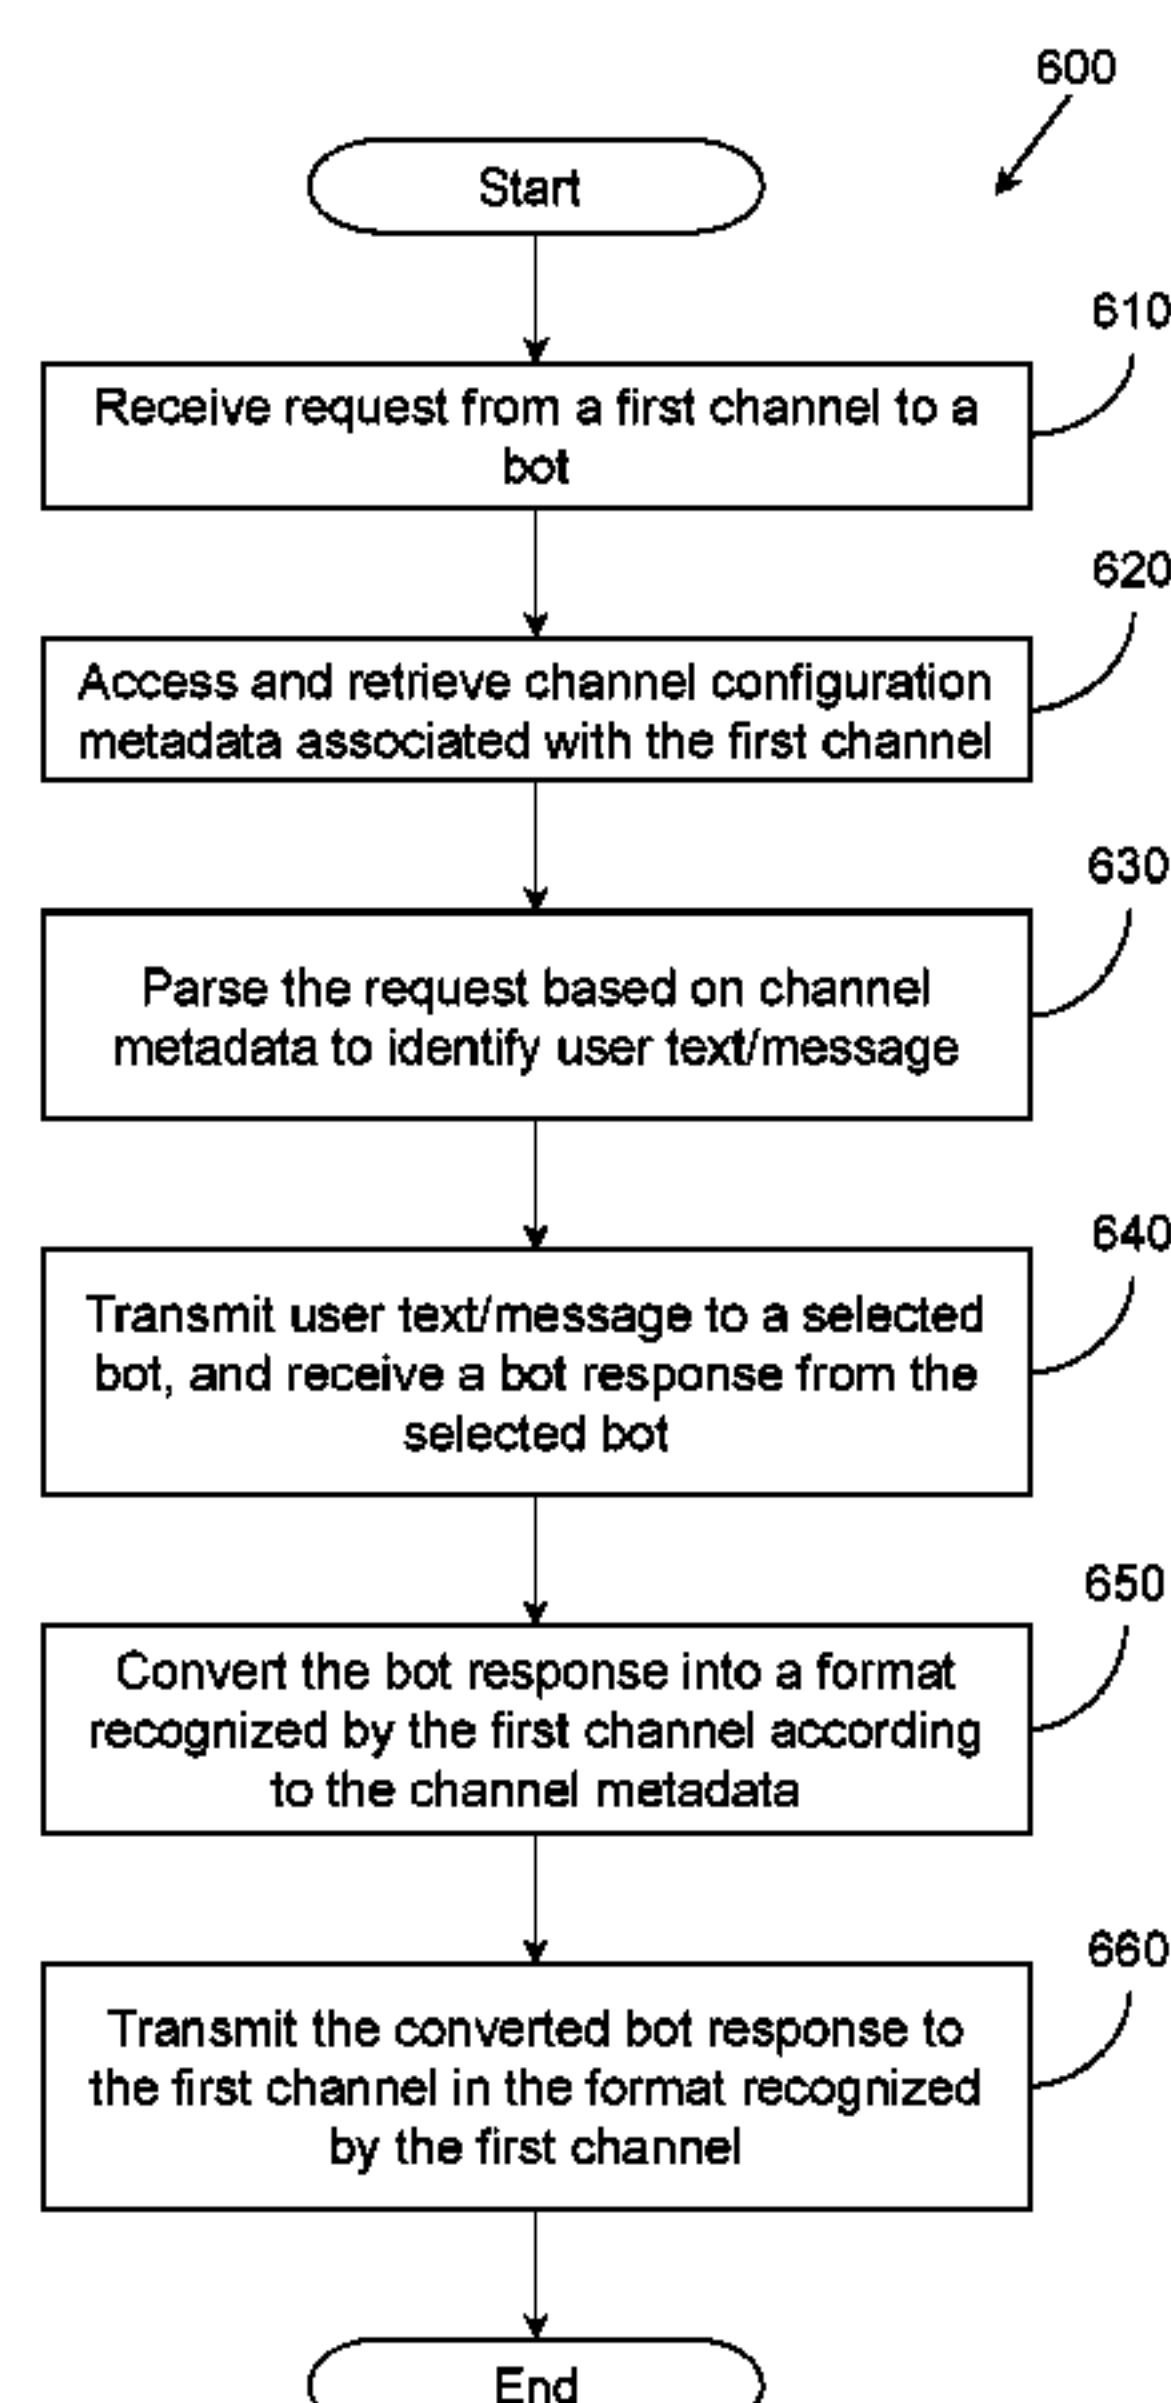 600
Start
610
Receive request from a first channel to a
bot
620
Access and retrieve channel configuration
metadata associated with the first channel
630
Parse the request based on channel
metadata to identify user text/message
640
Transmit user text/message to a selected
bot, and receive a bot response from the
selected bot
650
Convert the bot response into a format
recognized by the first channel according
to the channel metadata
660
Transmit the converted bot response to
the first channel in the format recognized
by the first channel
End